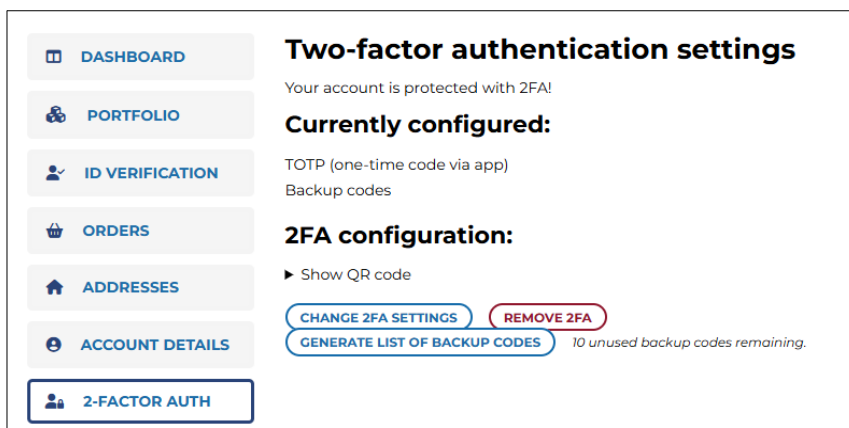 DASHBOARD
PORTFOLIO
ID VERIFICATION
ORDERS
ADDRESSES
ACCOUNT DETAILS
2-FACTOR AUTH
Two-factor authentication settings
Your account is protected with 2FA!
Currently configured:
TOTP (one-time code via app)
Backup codes
2FA configuration:
Show QR code
CHANGE 2FA SETTINGS REMOVE 2FA
GENERATE LIST OF BACKUP CODES 10 unused backup codes remaining.